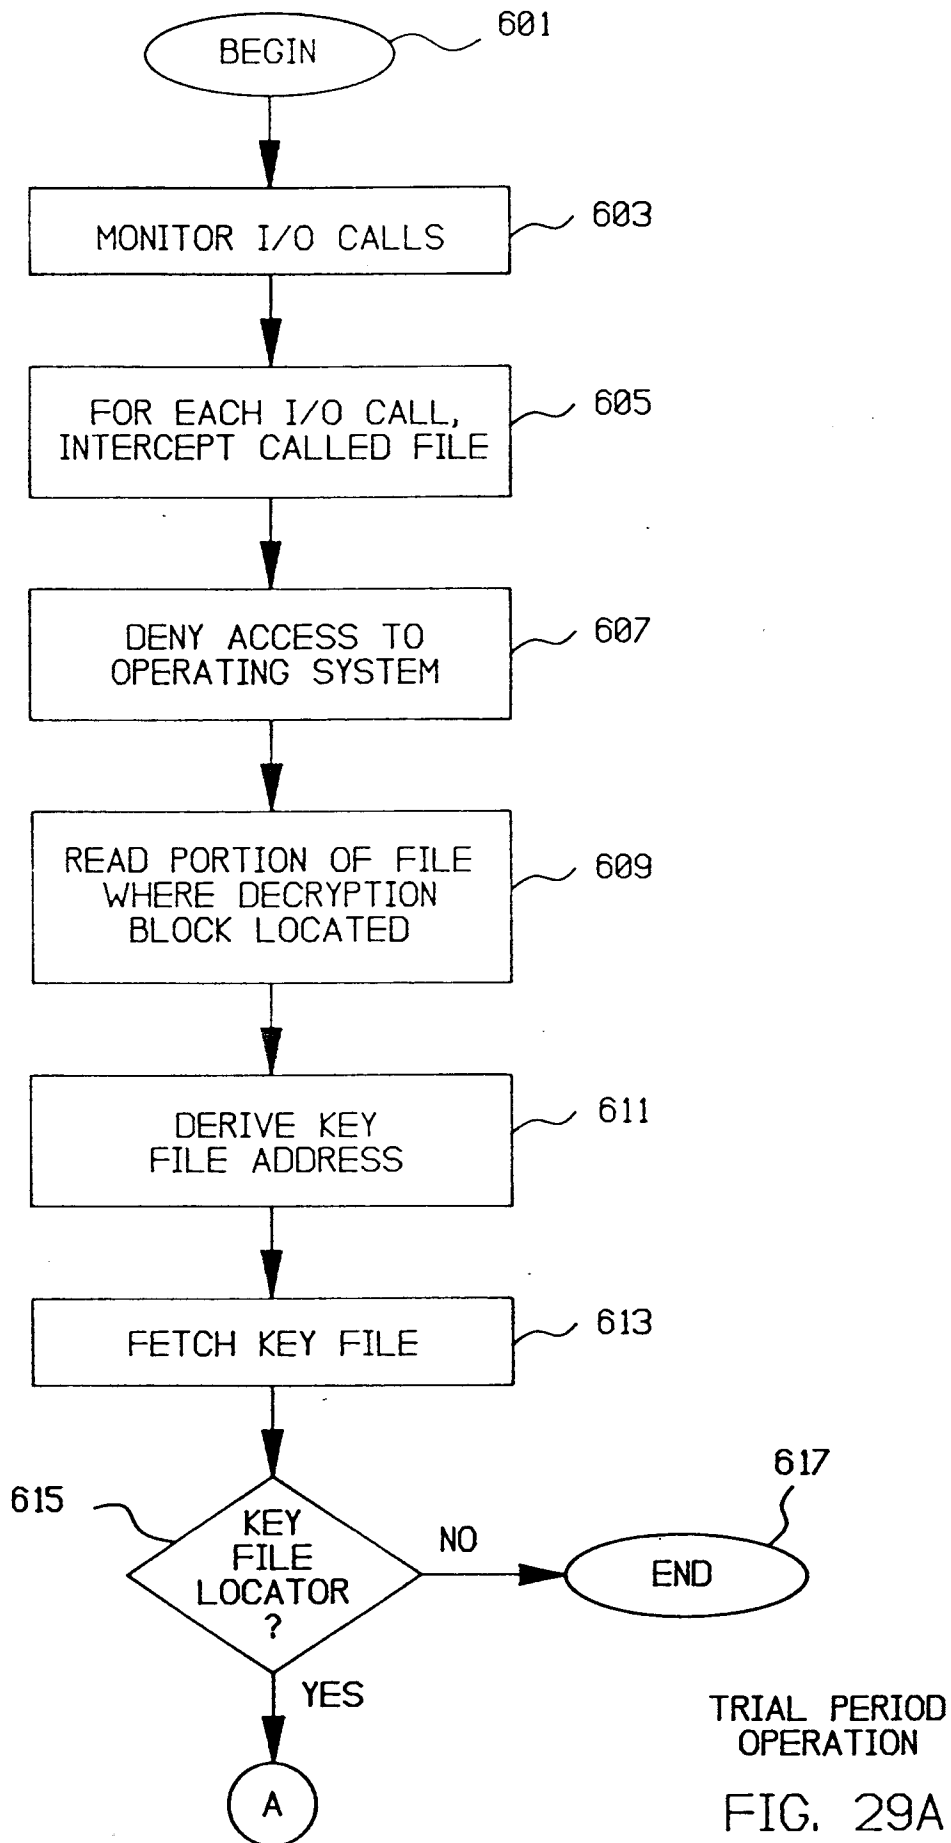 BEGIN
601
MONITOR I/O CALLS
603
FOR EACH I/O CALL,
INTERCEPT CALLED FILE
605
DENY ACCESS TO
OPERATING SYSTEM
607
READ PORTION OF FILE
WHERE DECRYPTION
BLOCK LOCATED
609
DERIVE KEY
FILE ADDRESS
611
FETCH KEY FILE
613
615
KEY
FILE
LOCATOR
?
NO
617
END
YES
A
TRIAL PERIOD
OPERATION
FIG. 29A